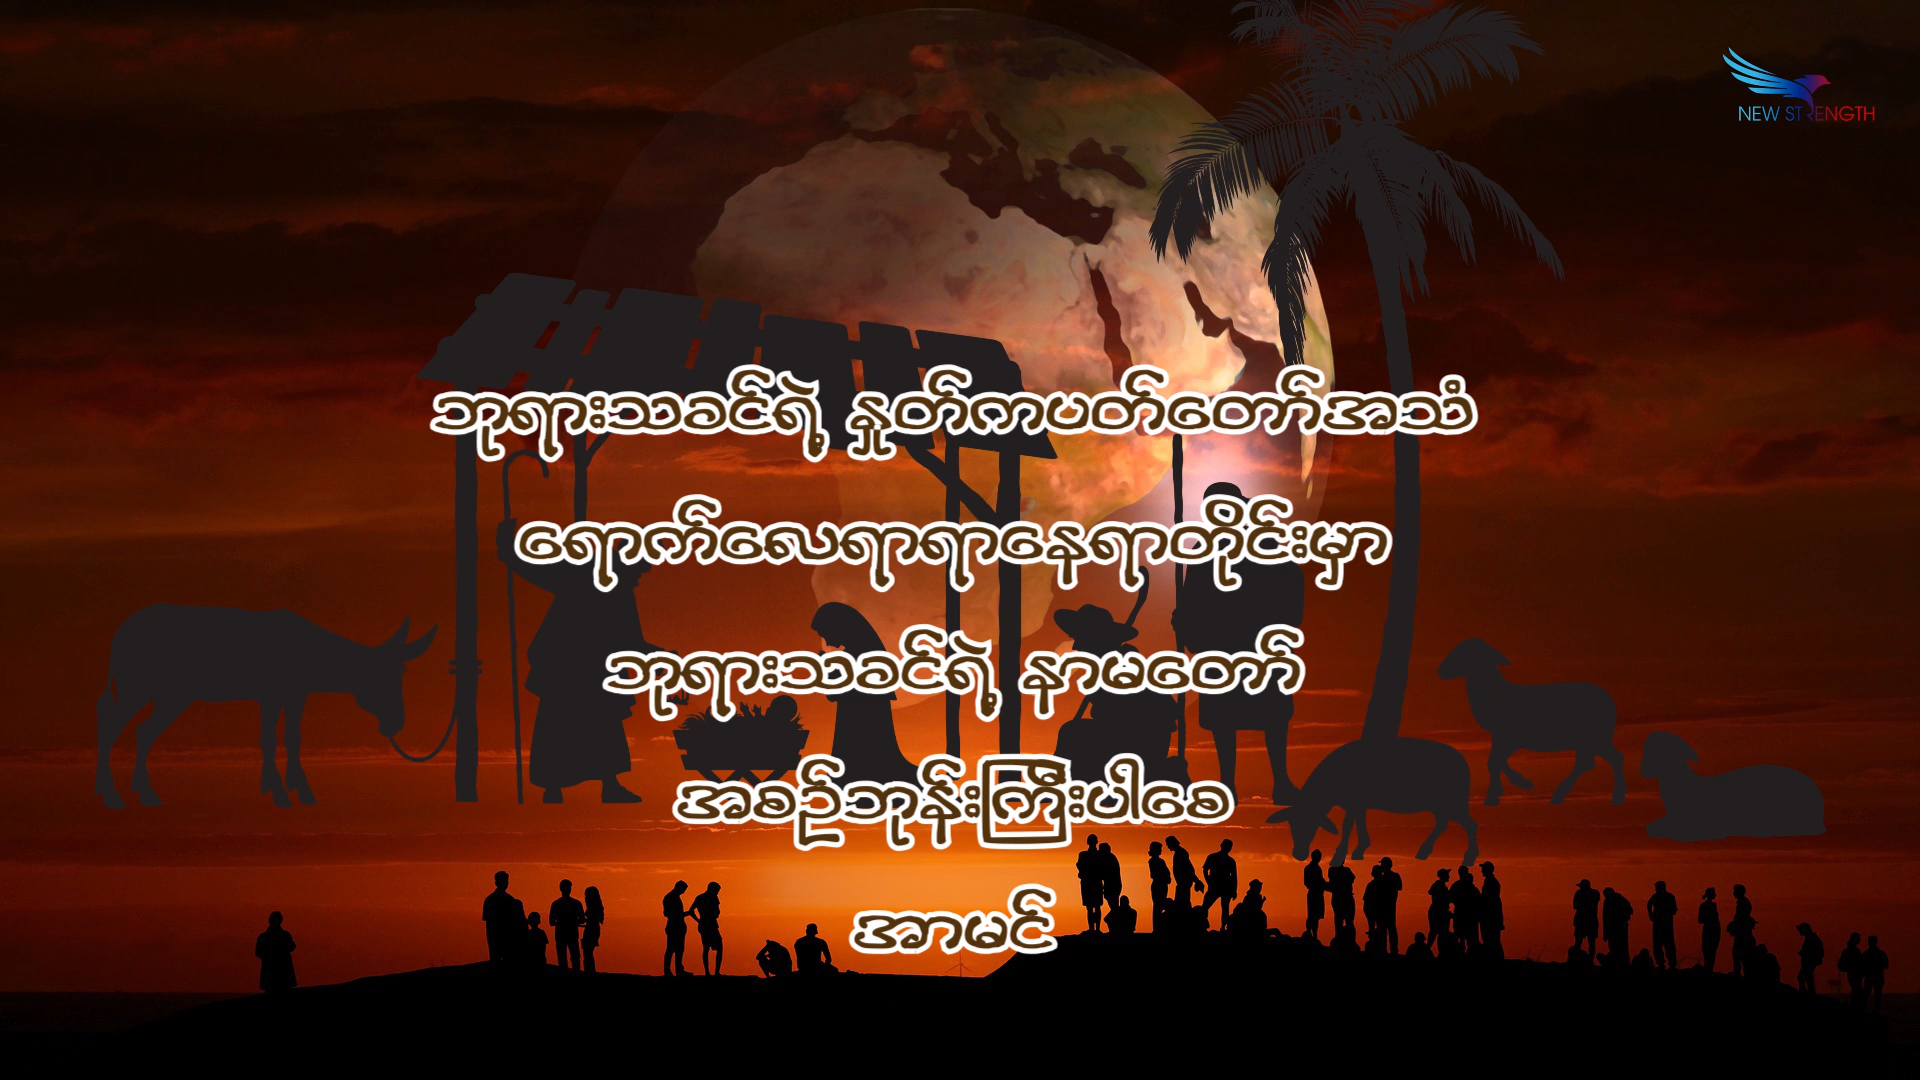 NEW STRENGTH
ဘုရားသခင်ရဲ့ နှုတ်ကပတ်တော်အသံ
ရောက်လေရာရာနေရာတိုင်းမှာ
ဘုရားသခင်ရဲ့ နာမတော်
အစဉ်ဘုန်းကြီးပါစေ
အာမင်